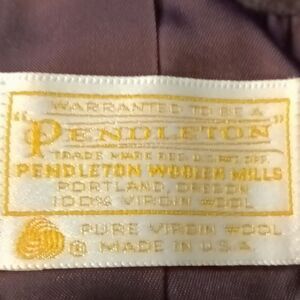 WARRANTED TO BE A
"PENDLETON"
TRADE MARK REG. U.S. PAT. OFF.
PENDLETON WOOLEN MILLS
PORTLAND, OREGON
100% VIRGIN WOOL
PURE VIRGIN WOOL
® MADE IN U.S.A.